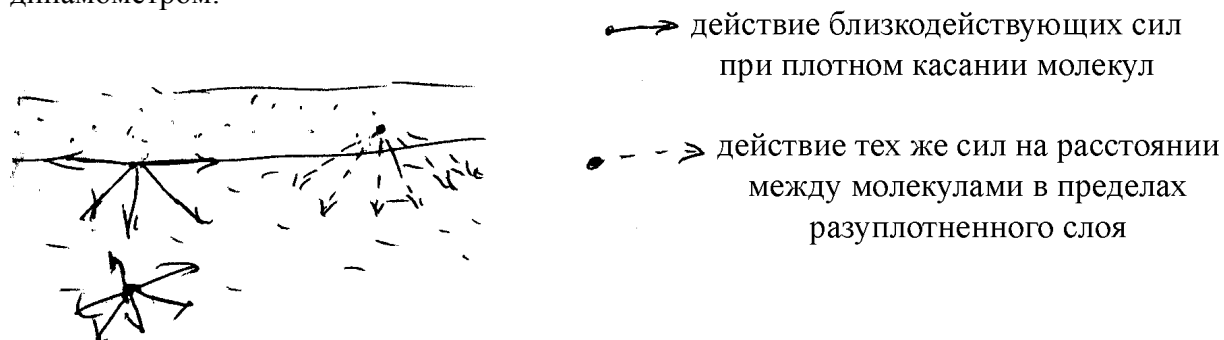 динамометром.
действие близкодействующих сил
при плотном касании молекул
действие тех же сил на расстоянии
между молекулами в пределах
разуплотненного слоя